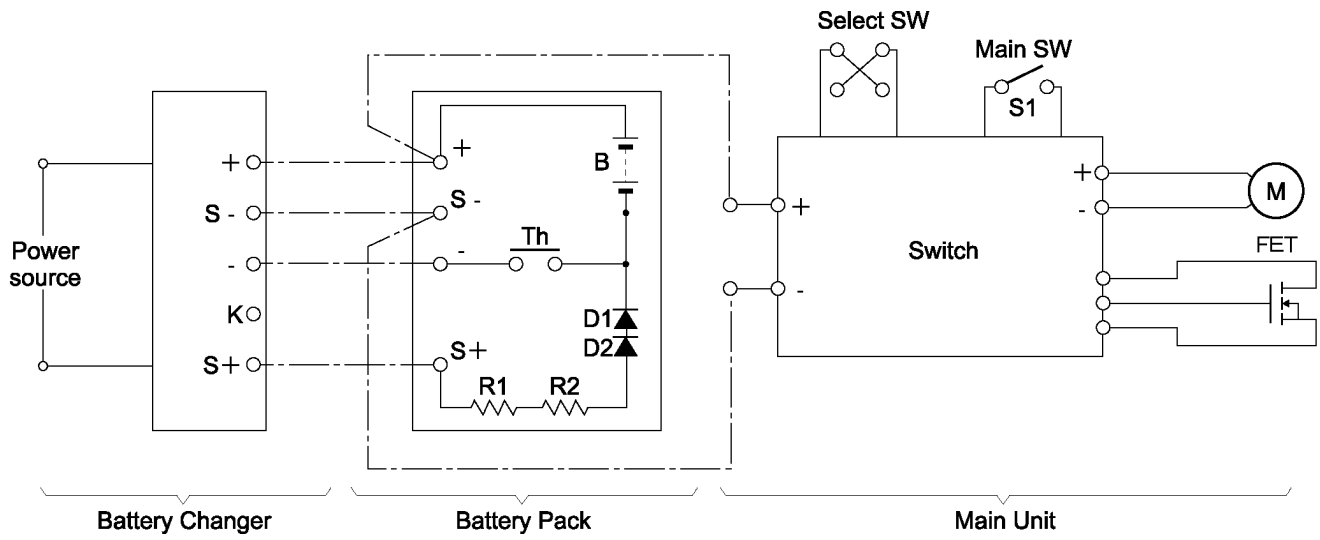 Select SW
Main SW
S1
+
+
B
+
S -
S -
+
-
M
Power
source
-
-
Th
Switch
-
FET
K
D1
D2
S+
S+
R1
R2
Battery Changer
Battery Pack
Main Unit